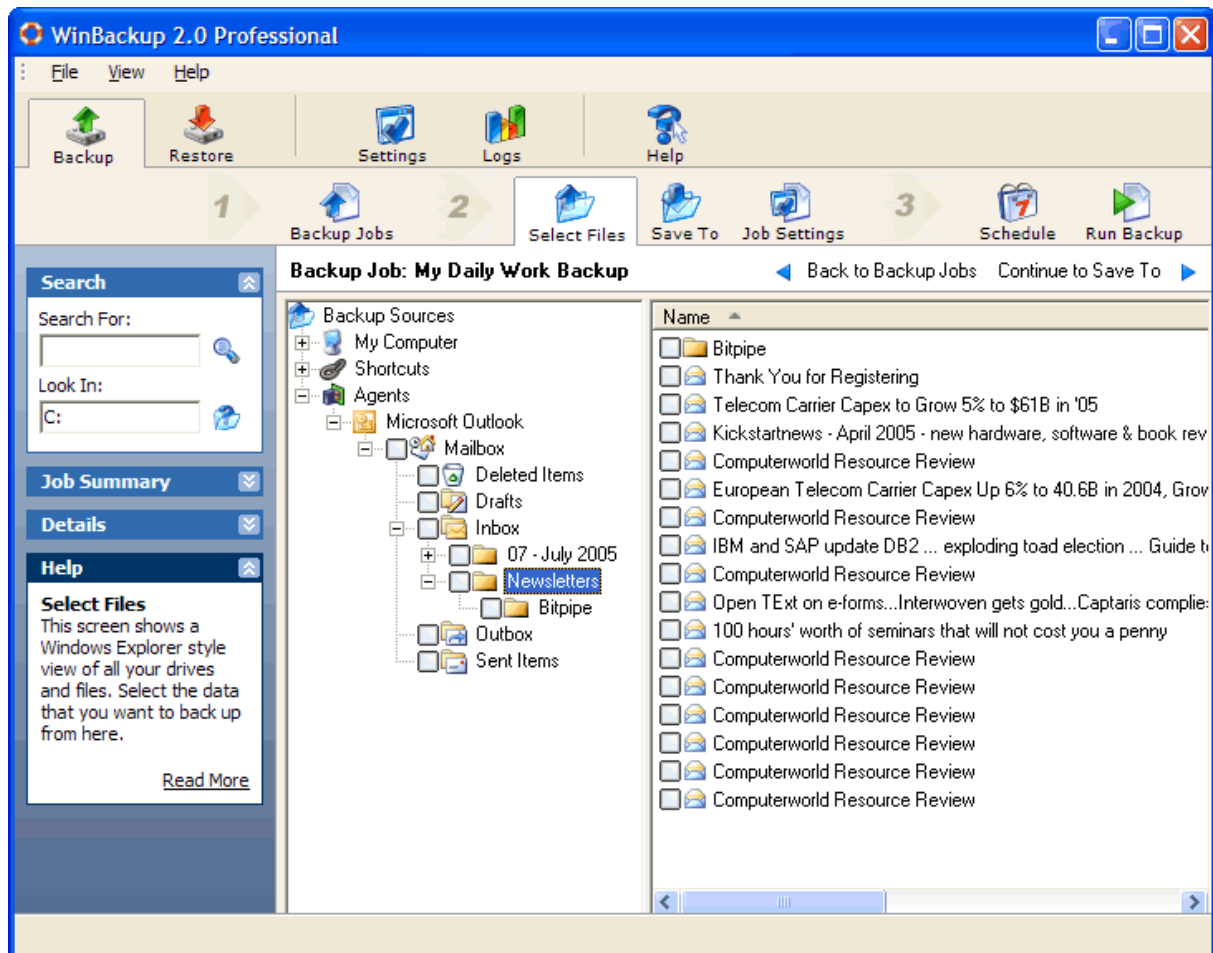 WinBackup 2.0 Professional
File View Help
Backup Restore Settings Logs Help
1 Backup Jobs 2 Select Files Save To Job Settings 3 Schedule Run Backup
Search
Search For:
Look In:
C:
Job Summary
Details
Help
Select Files
This screen shows a
Windows Explorer style
view of all your drives
and files. Select the data
that you want to back up
from here.
Read More
Backup Job: My Daily Work Backup
Back to Backup Jobs Continue to Save To
Backup Sources
My Computer
Shortcuts
Agents
Microsoft Outlook
Mailbox
Deleted Items
Drafts
Inbox
07 - July 2005
Newsletters
Bitpipe
Outbox
Sent Items
Name
Bitpipe
Thank You for Registering
Telecom Carrier Capex to Grow 5% to $61B in '05
Kickstartnews - April 2005 - new hardware, software & book rev
Computerworld Resource Review
European Telecom Carrier Capex Up 6% to 40.6B in 2004, Grow
Computerworld Resource Review
IBM and SAP update DB2 ... exploding toad election ... Guide t
Computerworld Resource Review
Open TExt on e-forms...Interwoven gets gold...Captaris complie
100 hours' worth of seminars that will not cost you a penny
Computerworld Resource Review
Computerworld Resource Review
Computerworld Resource Review
Computerworld Resource Review
Computerworld Resource Review
Computerworld Resource Review